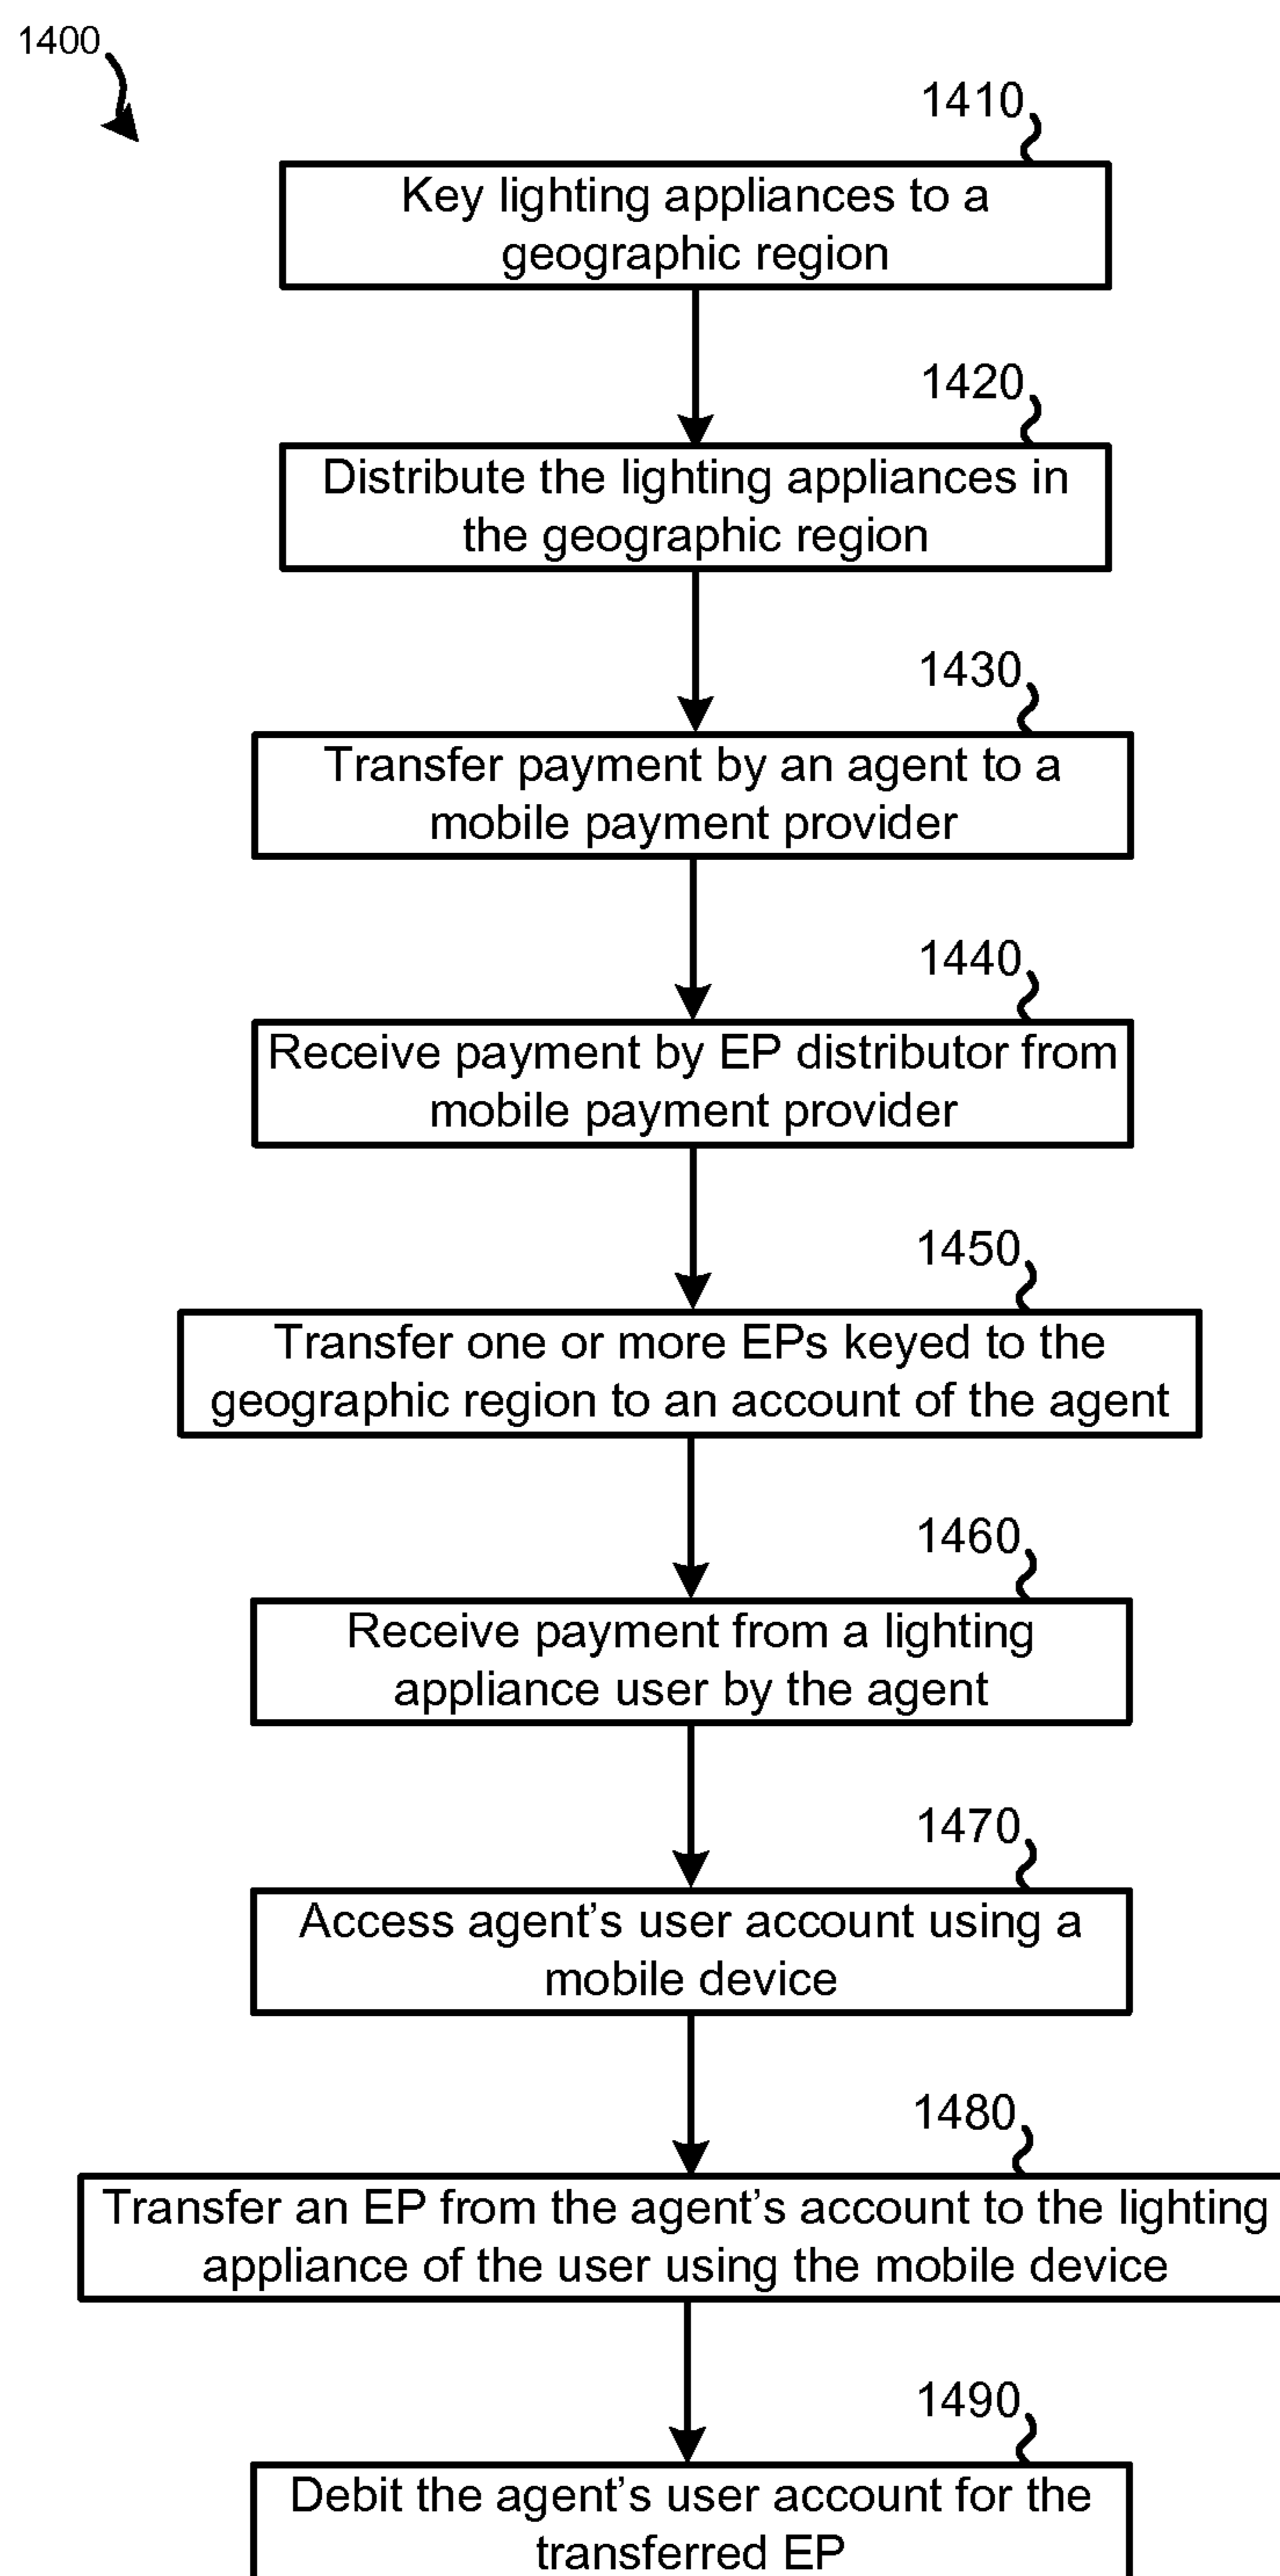 1400
1410
Key lighting appliances to a
geographic region
1420
Distribute the lighting appliances in
the geographic region
1430
Transfer payment by an agent to a
mobile payment provider
1440
Receive payment by EP distributor from
mobile payment provider
1450
Transfer one or more EPs keyed to the
geographic region to an account of the agent
1460
Receive payment from a lighting
appliance user by the agent
1470
Access agent’s user account using a
mobile device
1480
Transfer an EP from the agent’s account to the lighting
appliance of the user using the mobile device
1490
Debit the agent’s user account for the
transferred EP